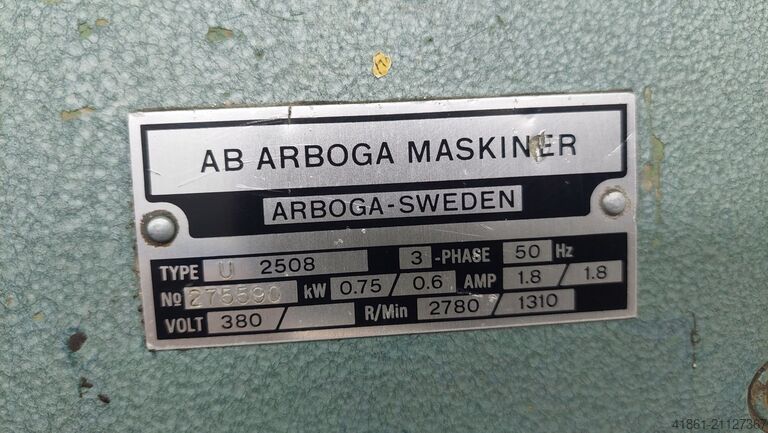 AB ARBOGA MASKINER
ARBOGA-SWEDEN
TYPE U 2508 3 -PHASE 50 Hz
No 275590 kW 0.75 / 0.6 AMP 1.8 / 1.8
VOLT 380 / R/Min 2780 / 1310
41861-21127367